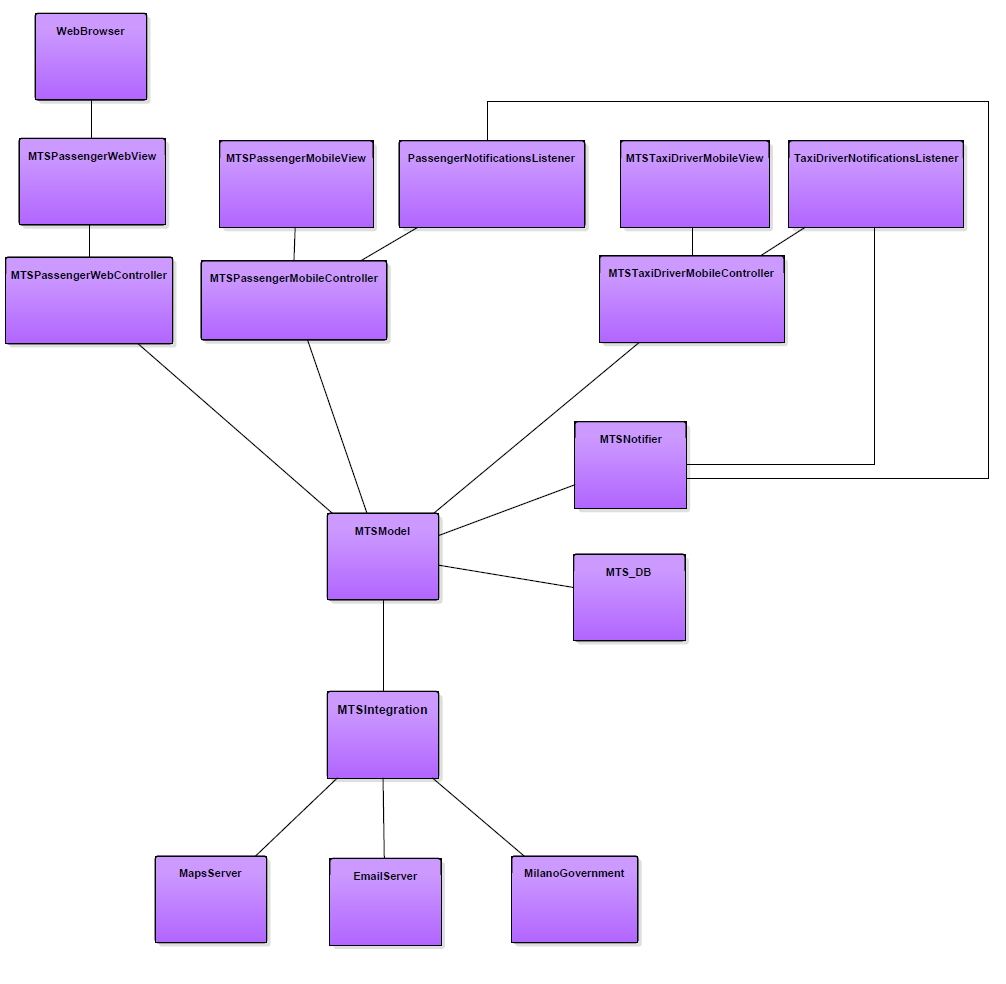 WebBrowser
MTSPassengerWebView
MTSPassengerMobileView
PassengerNotificationsListener
MTSTaxiDriverMobileView
TaxiDriverNotificationsListener
MTSPassengerWebController
MTSPassengerMobileController
MTSTaxiDriverMobileController
MTSNotifier
MTSModel
MTS_DB
MTSIntegration
MapsServer
EmailServer
MilanoGovernment